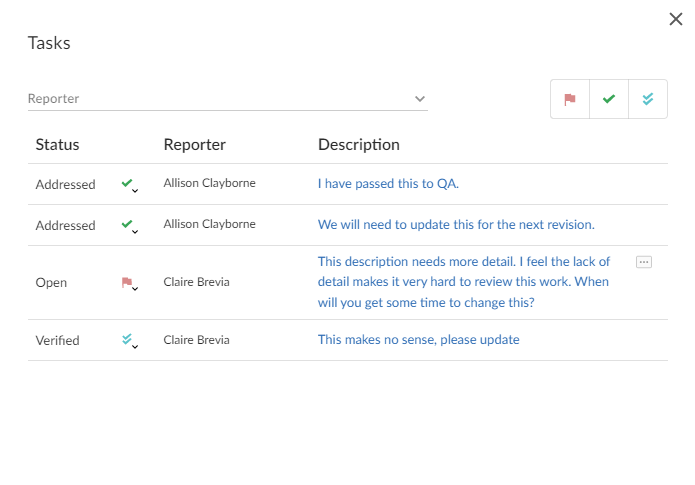 Tasks
Reporter
Status Reporter Description
Addressed Allison Clayborne I have passed this to QA.
Addressed Allison Clayborne We will need to update this for the next revision.
This description needs more detail. I feel the lack of
Open Claire Brevia detail makes it very hard to review this work. When
will you get some time to change this?
Verified Claire Brevia This makes no sense, please update